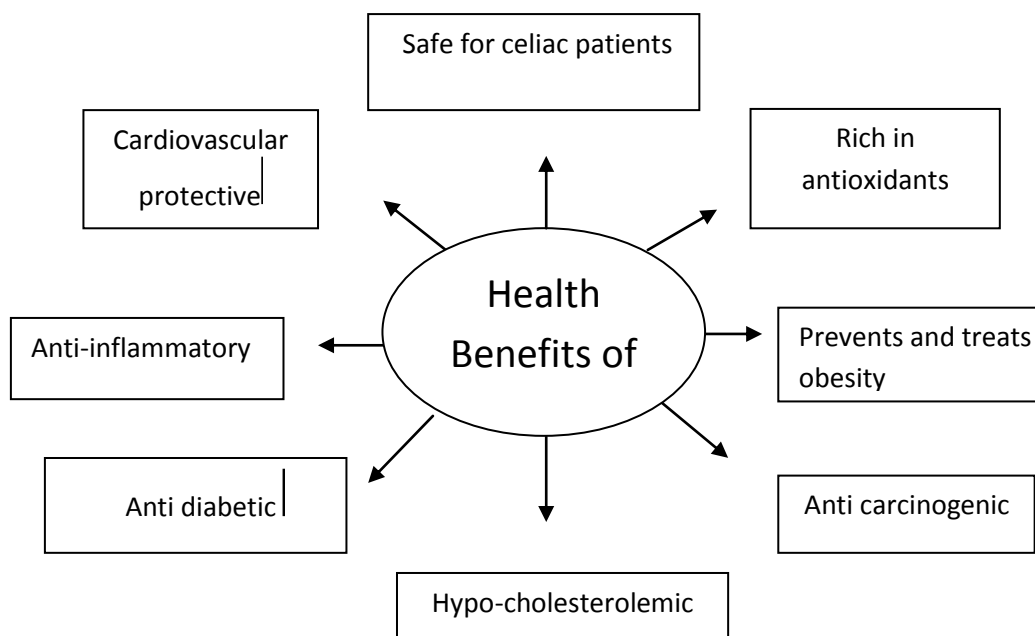 Safe for celiac patients
Cardiovascular
protective
Rich in
antioxidants
Health
Benefits of
Anti-inflammatory
Prevents and treats
obesity
Anti diabetic
Anti carcinogenic
Hypo-cholesterolemic